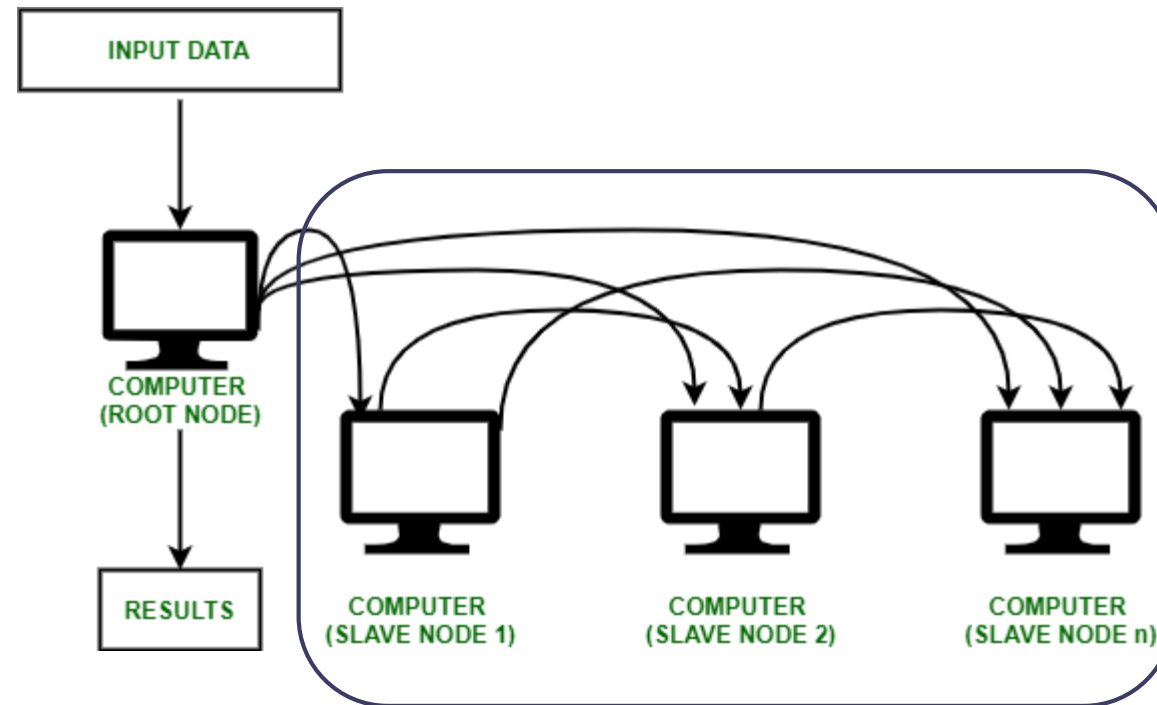 INPUT DATA
COMPUTER
(ROOT NODE)
RESULTS
COMPUTER
(SLAVE NODE 1)
COMPUTER
(SLAVE NODE 2)
COMPUTER
(SLAVE NODE n)